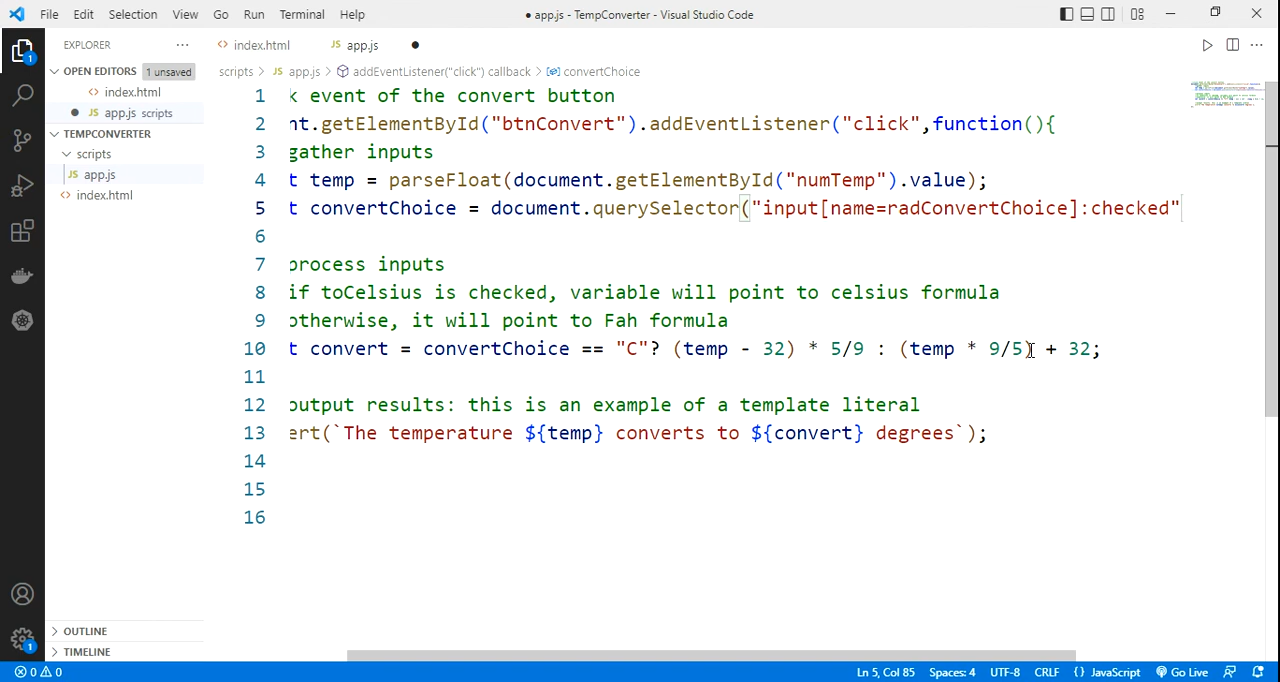 File Edit Selection View Go Run Terminal Help ● app.js - TempConverter - Visual Studio Code
EXPLORER ··· <> index.html JS app.js ●
OPEN EDITORS 1 unsaved
scripts > JS app.js > addEventListener("click") callback > convertChoice
<> index.html
● JS app.js scripts
TEMPCONVERTER
scripts
JS app.js
<> index.html
1 k event of the convert button
2 nt.getElementById("btnConvert").addEventListener("click",function(){
3 gather inputs
4 t temp = parseFloat(document.getElementById("numTemp").value);
5 t convertChoice = document.querySelector("input[name=radConvertChoice]:checked"
6
7 process inputs
8 if toCelsius is checked, variable will point to celsius formula
9 otherwise, it will point to Fah formula
10 t convert = convertChoice == "C"? (temp - 32) * 5/9 : (temp * 9/5) + 32;
11
12 output results: this is an example of a template literal
13 ert(`The temperature ${temp} converts to ${convert} degrees`);
14
15
16
OUTLINE
TIMELINE
1
1
0 0 Ln 5, Col 85 Spaces: 4 UTF-8 CRLF {} JavaScript Go Live